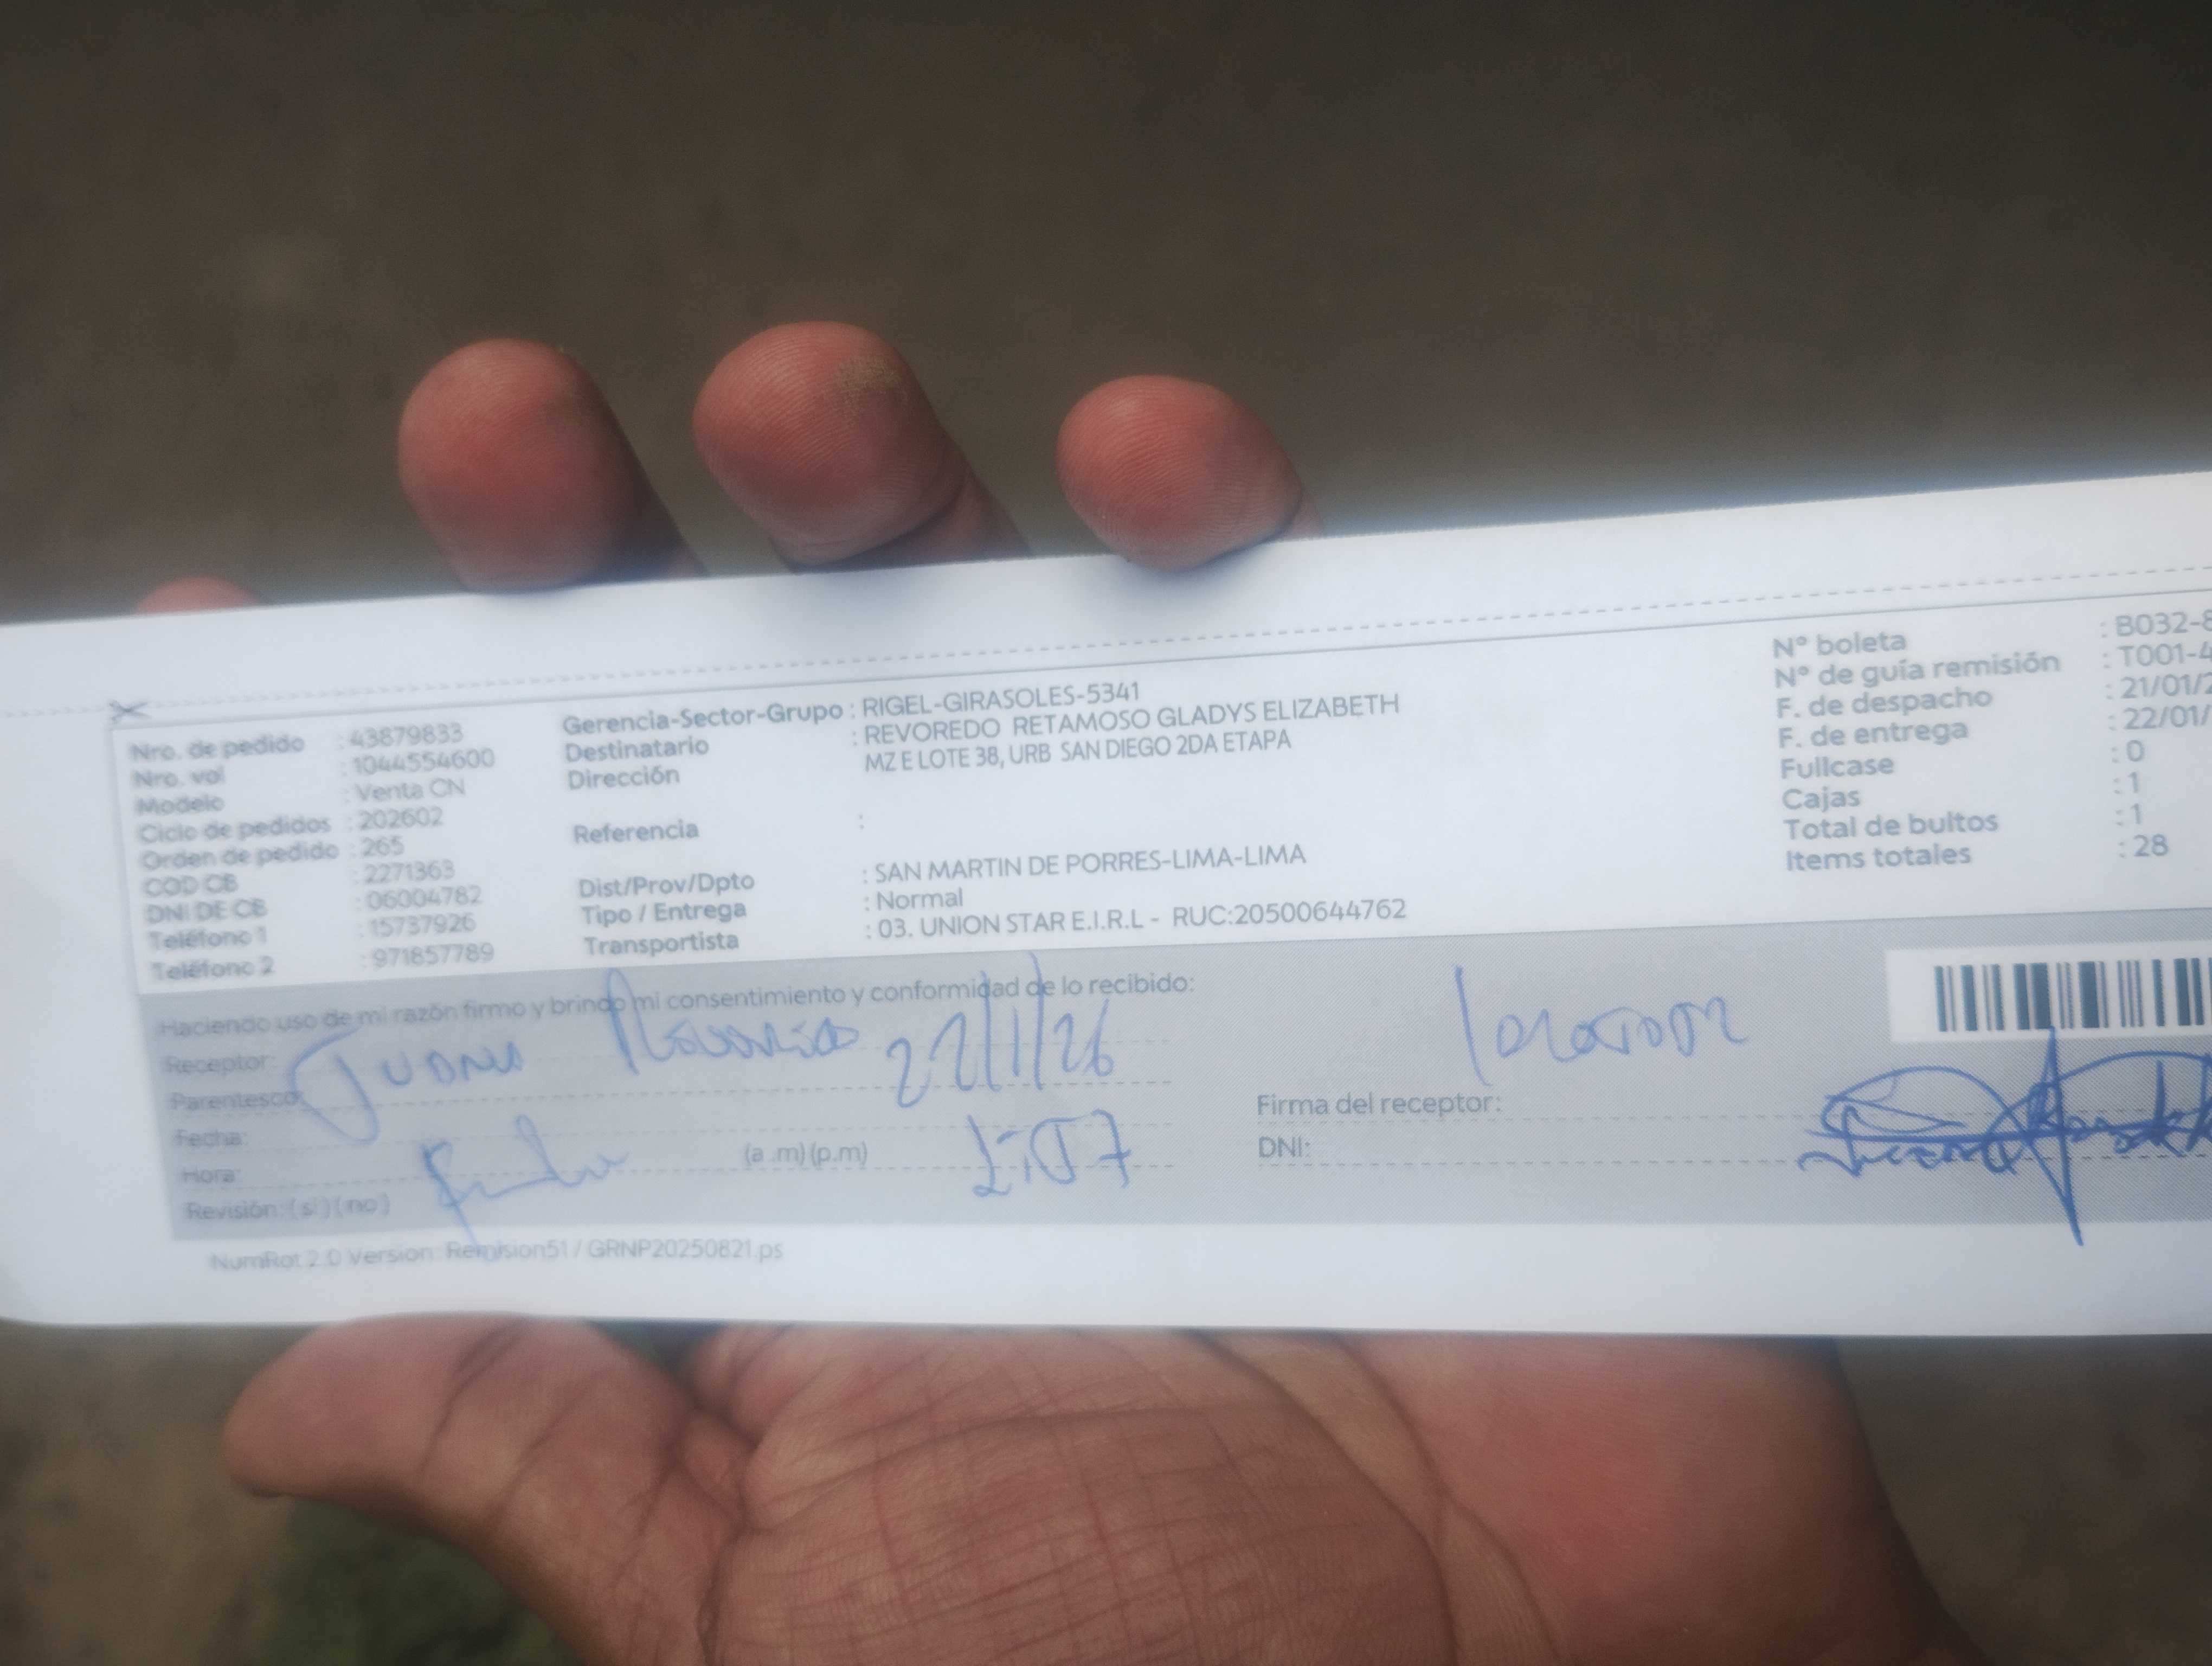 Nro. de pedido : 43879833
Nro. vol : 1044554600
Modelo : Venta CN
Ciclo de pedidos : 202602
Orden de pedido : 265
COD CB : 2271363
DNI DE CB : 06004782
Teléfono 1 : 15737926
Teléfono 2 : 971857789
Gerencia-Sector-Grupo : RIGEL-GIRASOLES-5341
Destinatario : REVOREDO RETAMOSO GLADYS ELIZABETH
Dirección MZ E LOTE 38, URB SAN DIEGO 2DA ETAPA
Referencia :
Dist/Prov/Dpto : SAN MARTIN DE PORRES-LIMA-LIMA
Tipo / Entrega : Normal
Transportista : 03. UNION STAR E.I.R.L - RUC:20500644762
N° boleta : B032-8
N° de guía remisión : T001-4
F. de despacho : 21/01/2
F. de entrega : 22/01/
Fullcase : 0
Cajas : 1
Total de bultos : 1
Items totales : 28
Haciendo uso de mi razón firmo y brindo mi consentimiento y conformidad de lo recibido:
Receptor:
Parentesco: 22/1/26
Fecha:
Hora: (a .m) (p.m)
Revisión: (si) (no)
Firma del receptor:
DNI:
NumRot 2.0 Version: Remision51 / GRNP20250821.ps